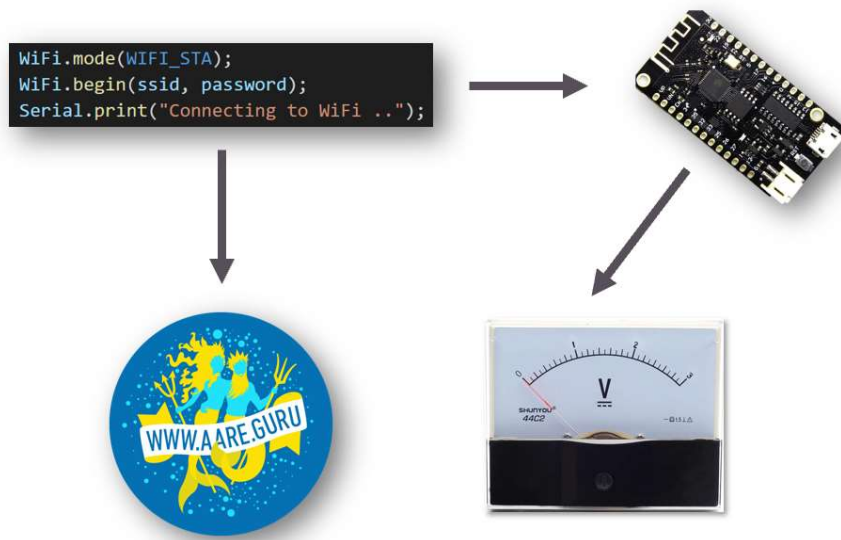 WiFi.mode(WIFI_STA);
WiFi.begin(ssid, password);
Serial.print("Connecting to WiFi ..");
WWW.AARE.GURU
0 1 2 3
V
SHUNYOU®
44C2